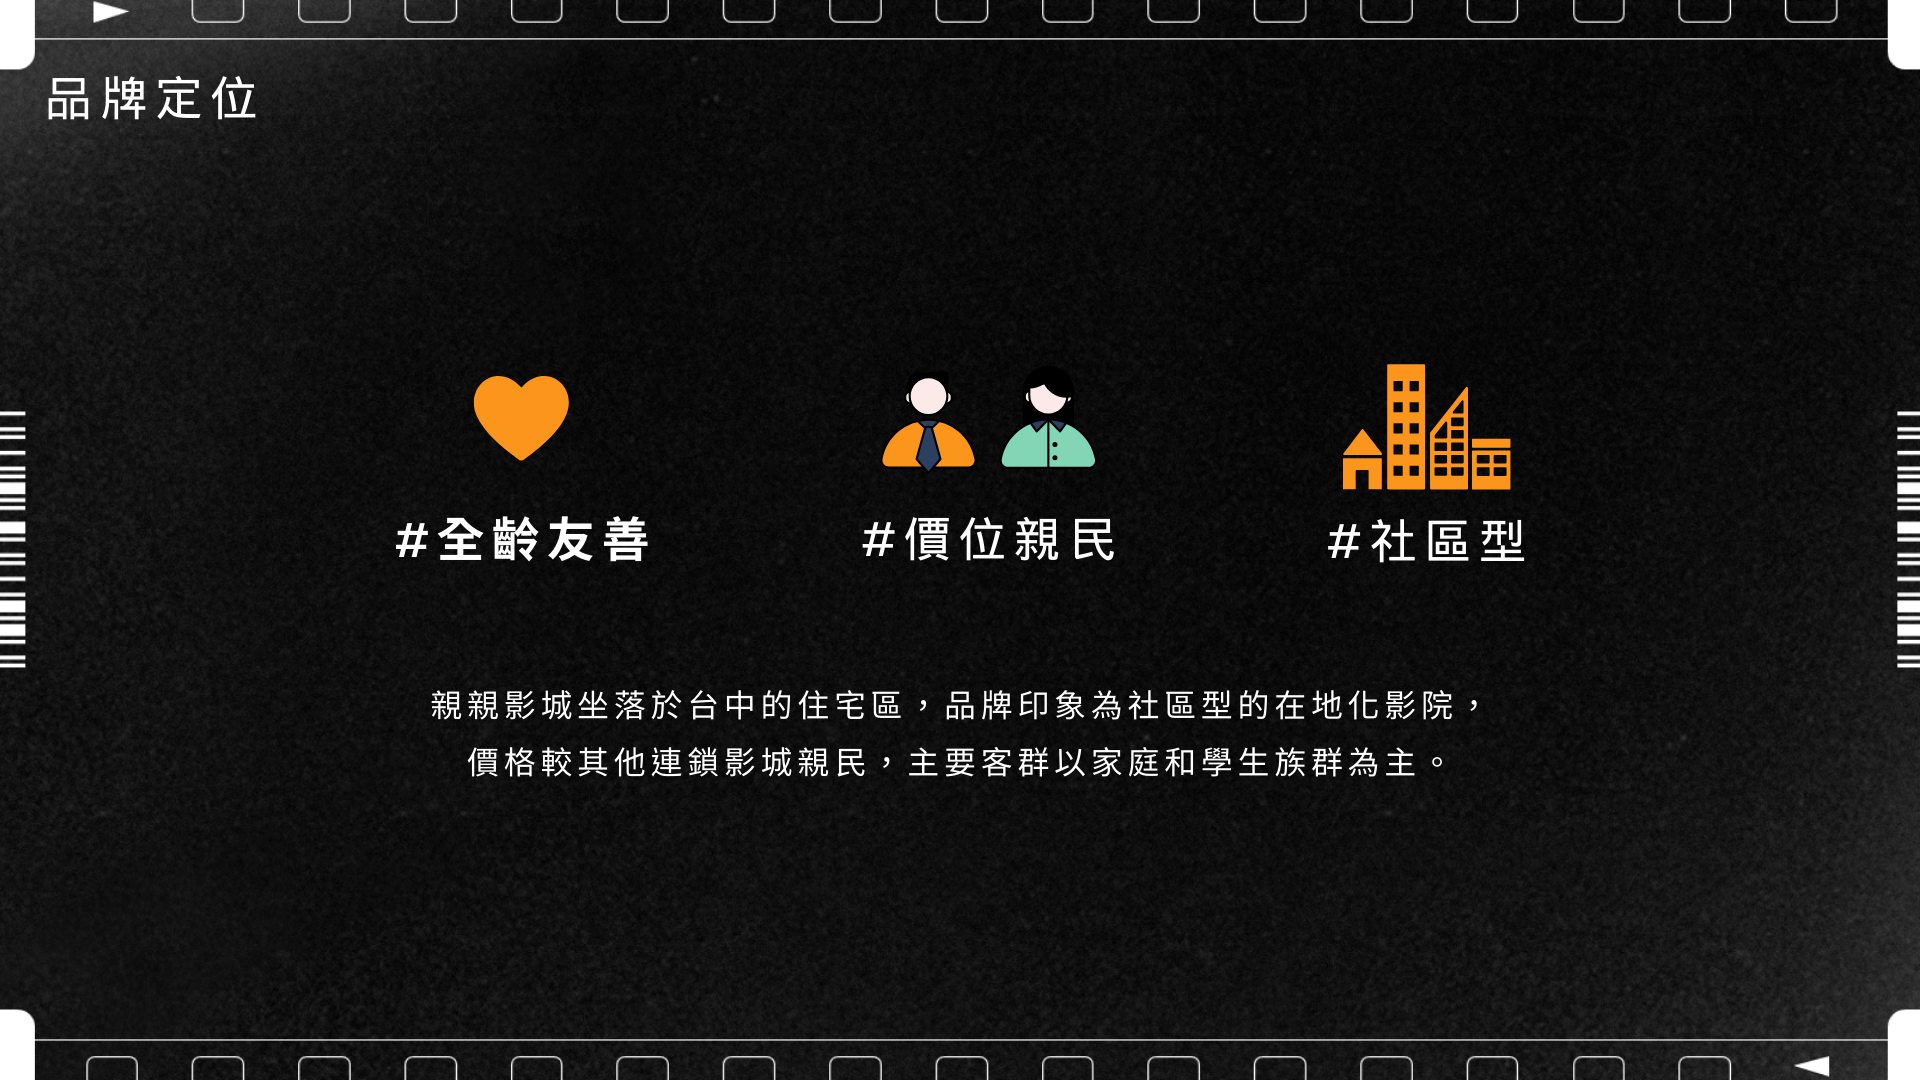 品牌定位
#全齡友善
#價位親民
#社區型
親親影城坐落於台中的住宅區，品牌印象為社區型的在地化影院，
價格較其他連鎖影城親民，主要客群以家庭和學生族群為主。